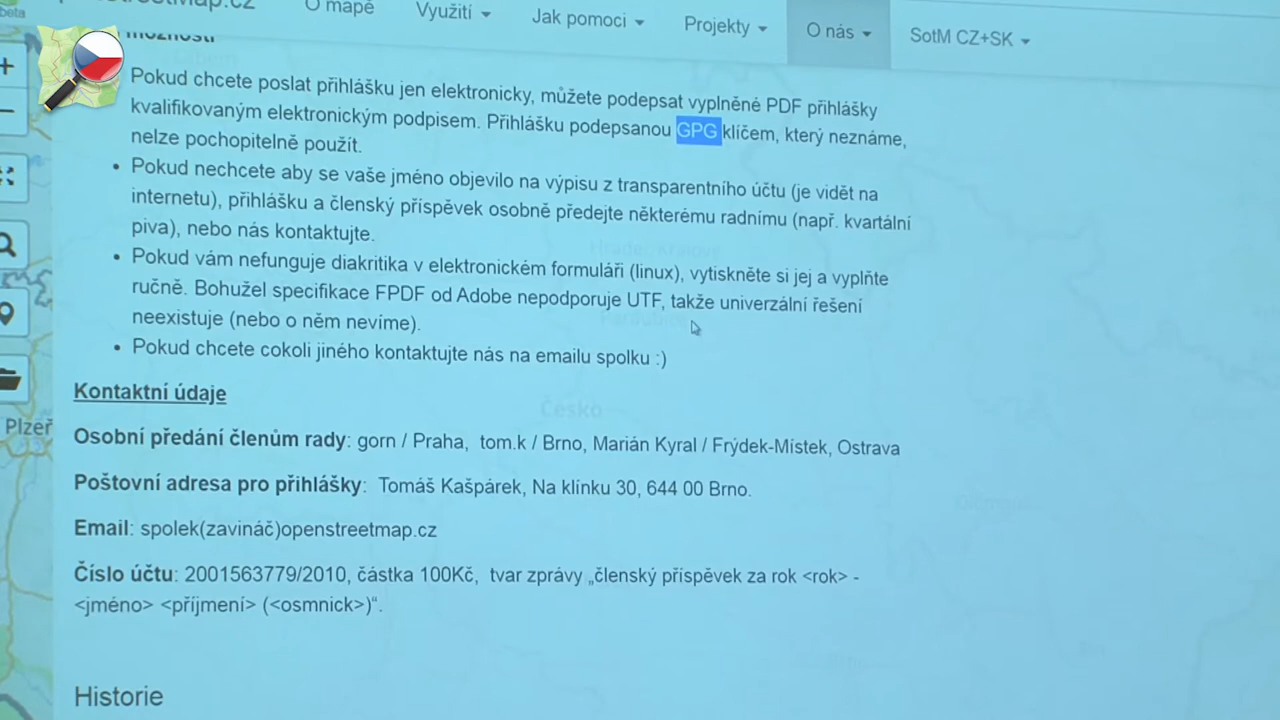 beta
O mapě Využití Jak pomoci Projekty O nás SotM CZ+SK
možnosti
Pokud chcete poslat přihlášku jen elektronicky, můžete podepsat vyplněné PDF přihlášky
kvalifikovaným elektronickým podpisem. Přihlášku podepsanou GPG klíčem, který neznáme,
nelze pochopitelně použít.
• Pokud nechcete aby se vaše jméno objevilo na výpisu z transparentního účtu (je vidět na
internetu), přihlášku a členský příspěvek osobně předejte některému radnímu (např. kvartální
piva), nebo nás kontaktujte.
• Pokud vám nefunguje diakritika v elektronickém formuláři (linux), vytiskněte si jej a vyplňte
ručně. Bohužel specifikace FPDF od Adobe nepodporuje UTF, takže univerzální řešení
neexistuje (nebo o něm nevíme).
• Pokud chcete cokoli jiného kontaktujte nás na emailu spolku :)
Kontaktní údaje
Česko
Plzeň
Osobní předání členům rady: gorn / Praha, tom.k / Brno, Marián Kyral / Frýdek-Místek, Ostrava
Poštovní adresa pro přihlášky: Tomáš Kašpárek, Na klínku 30, 644 00 Brno.
Email: spolek(zavináč)openstreetmap.cz
Číslo účtu: 2001563779/2010, částka 100Kč, tvar zprávy „členský příspěvek za rok <rok> -
<jméno> <příjmení> (<osmnick>)“.
Historie